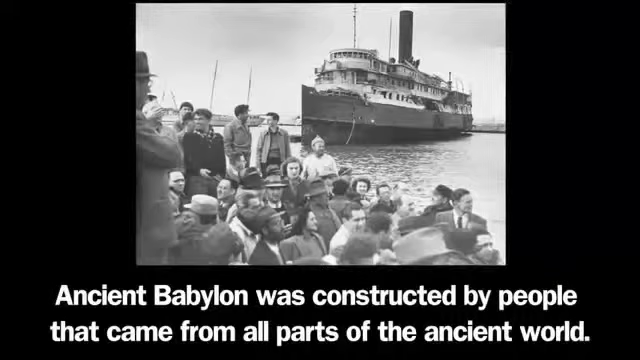 Ancient Babylon was constructed by people
that came from all parts of the ancient world.